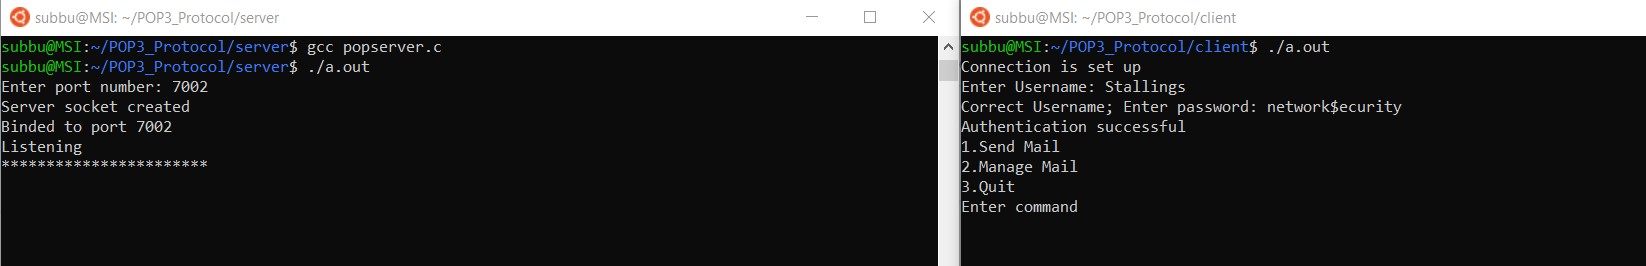 subbu@MSI: ~/POP3_Protocol/server
subbu@MSI:~/POP3_Protocol/server$ gcc popserver.c
subbu@MSI:~/POP3_Protocol/server$ ./a.out
Enter port number: 7002
Server socket created
Binded to port 7002
Listening
***********************
subbu@MSI: ~/POP3_Protocol/client
subbu@MSI:~/POP3_Protocol/client$ ./a.out
Connection is set up
Enter Username: Stallings
Correct Username; Enter password: network$ecurity
Authentication successful
1.Send Mail
2.Manage Mail
3.Quit
Enter command